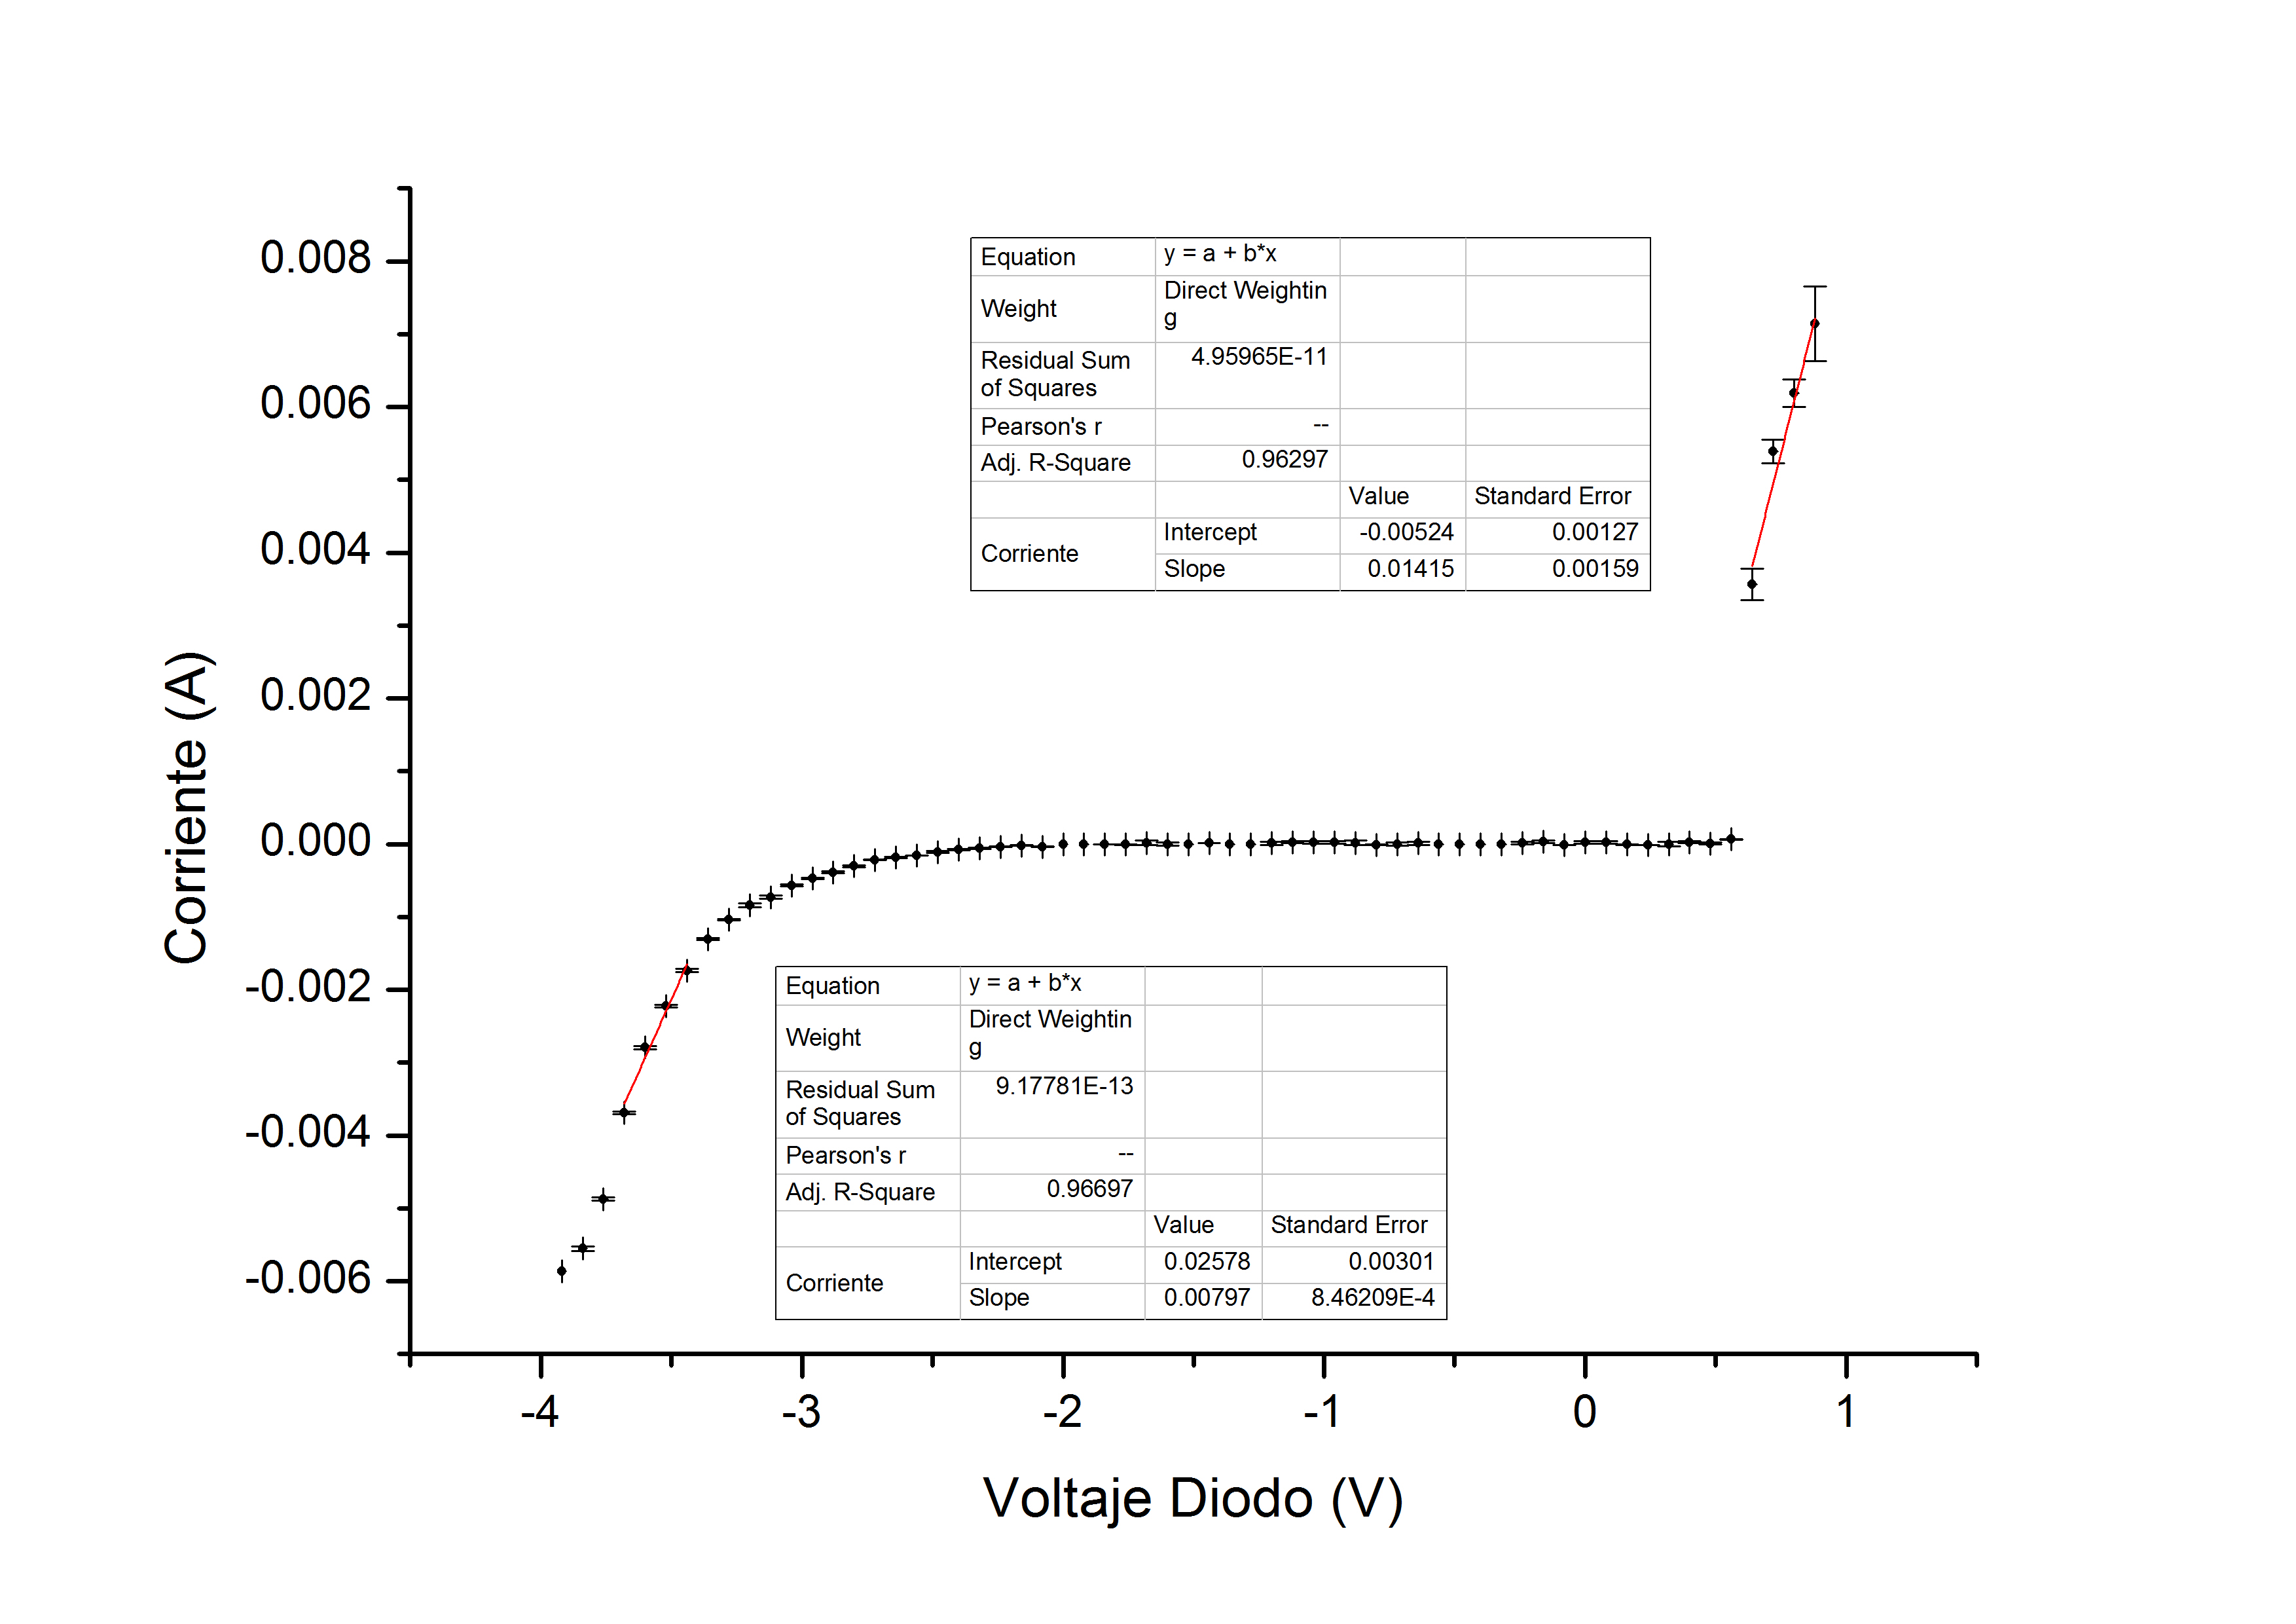 0.008
0.006
0.004
0.002
0.000
-0.002
-0.004
-0.006
Corriente (A)
Equation y = a + b*x
Weight Direct Weightin
g
Residual Sum
of Squares 4.95965E-11
Pearson's r --
Adj. R-Square 0.96297
Value Standard Error
Corriente Intercept -0.00524 0.00127
Slope 0.01415 0.00159
Equation y = a + b*x
Weight Direct Weightin
g
Residual Sum
of Squares 9.17781E-13
Pearson's r --
Adj. R-Square 0.96697
Value Standard Error
Corriente Intercept 0.02578 0.00301
Slope 0.00797 8.46209E-4
-4 -3 -2 -1 0 1
Voltaje Diodo (V)